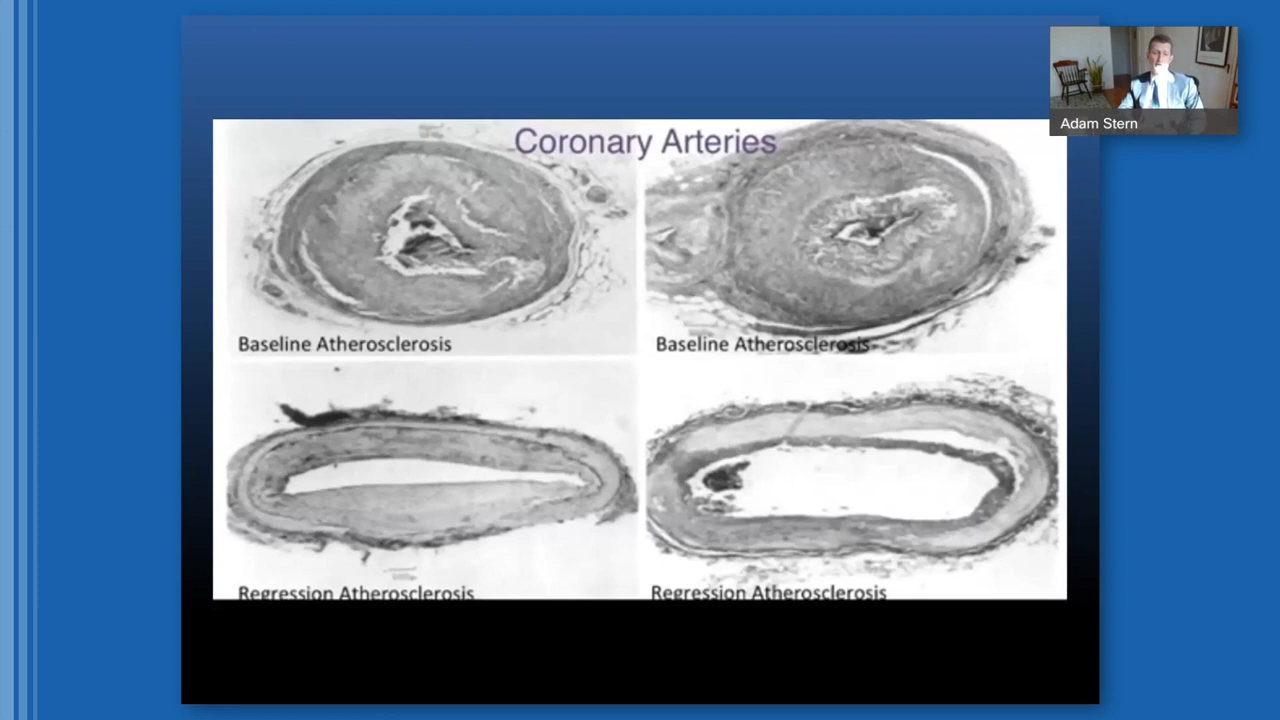 Coronary Arteries
Adam Stern
Baseline Atherosclerosis
Baseline Atherosclerosis
Regression Atherosclerosis
Regression Atherosclerosis